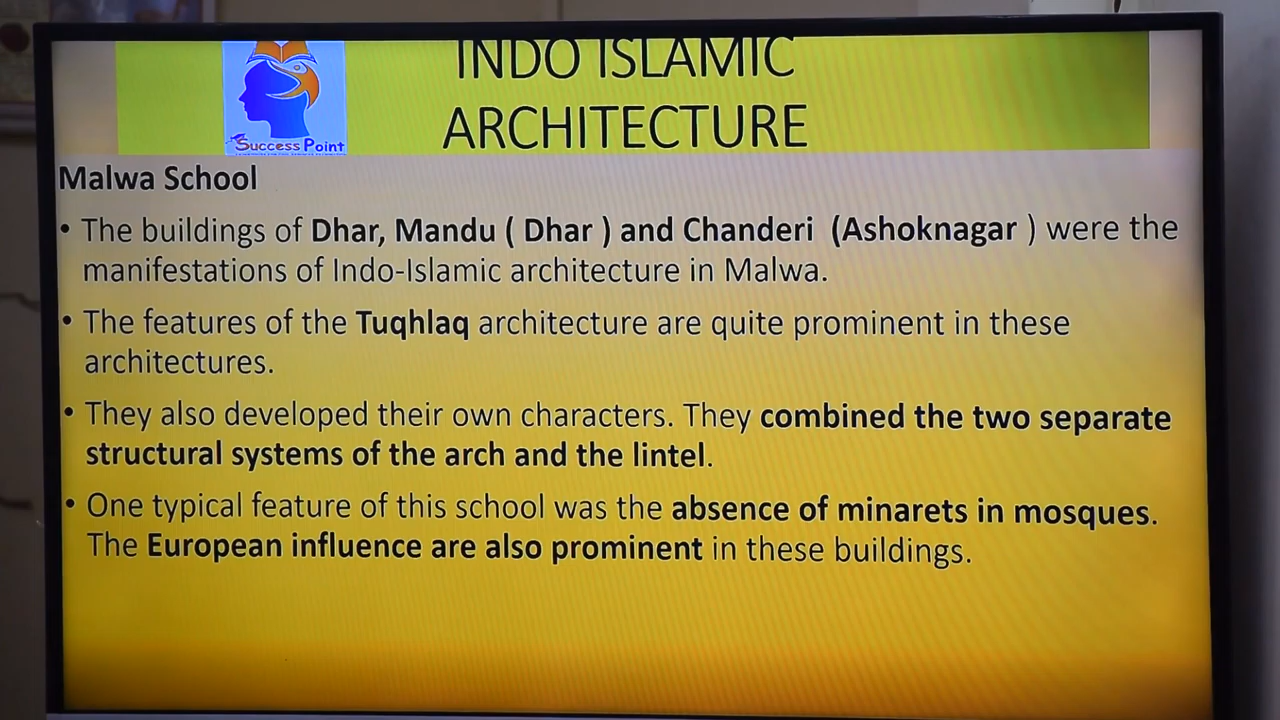 INDO ISLAMIC
ARCHITECTURE
Success Point
Malwa School
• The buildings of Dhar, Mandu ( Dhar ) and Chanderi (Ashoknagar ) were the
manifestations of Indo-Islamic architecture in Malwa.
• The features of the Tuqhlaq architecture are quite prominent in these
architectures.
• They also developed their own characters. They combined the two separate
structural systems of the arch and the lintel.
• One typical feature of this school was the absence of minarets in mosques.
The European influence are also prominent in these buildings.